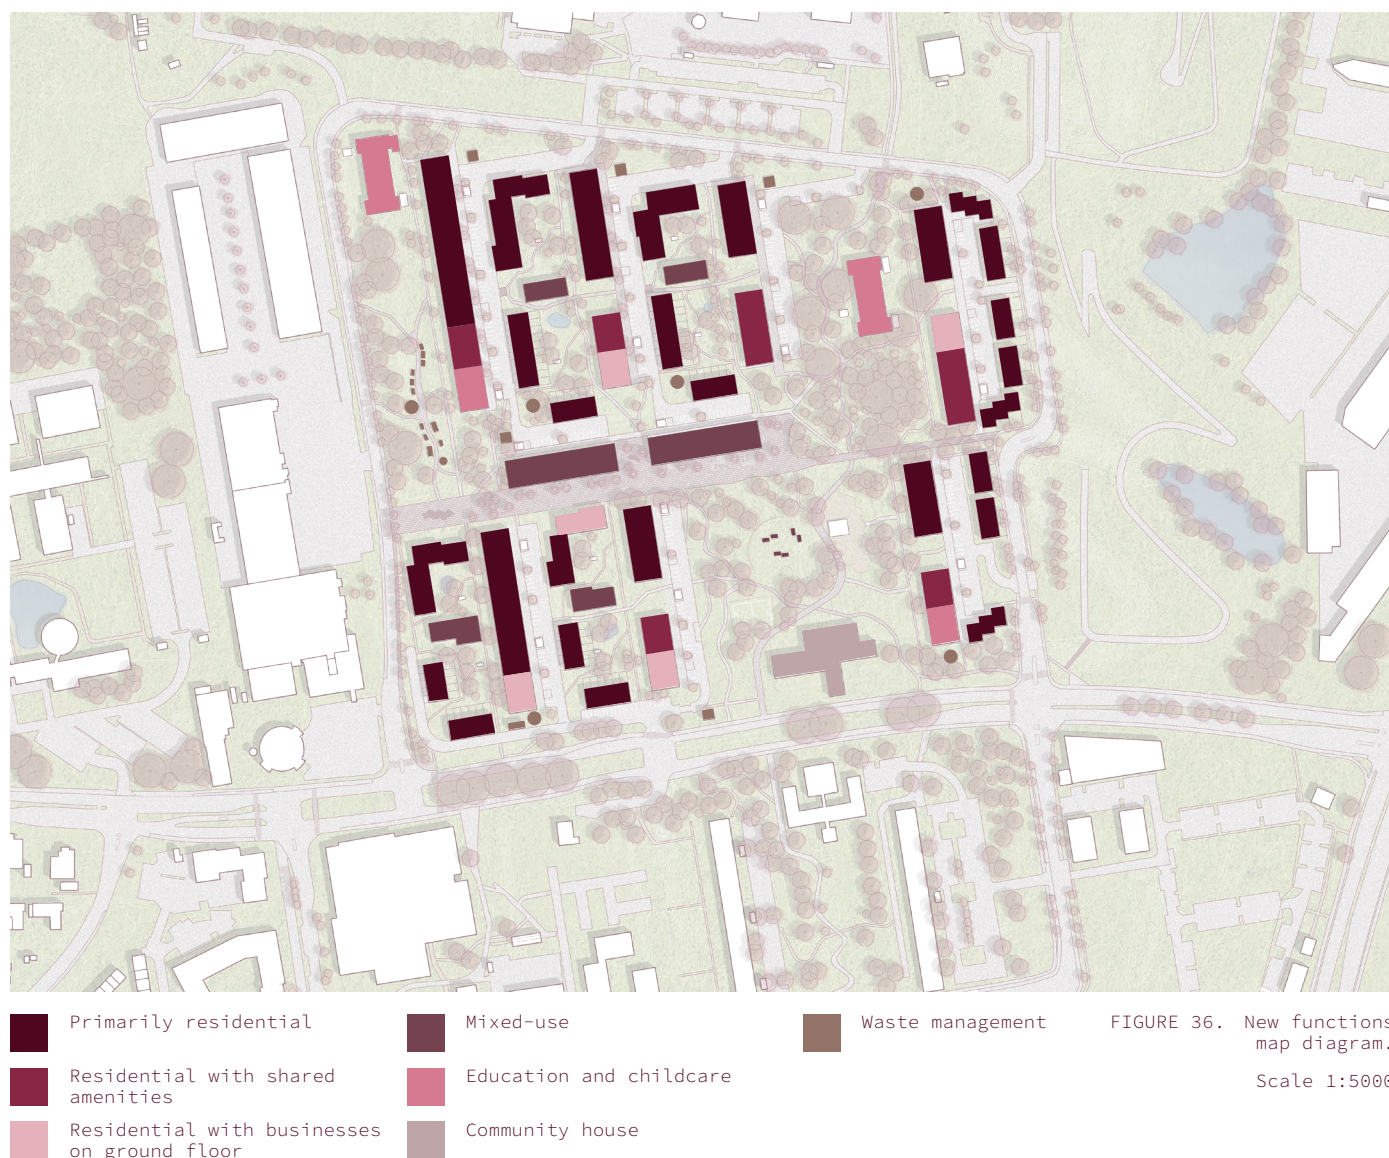 Primarily residential
Residential with shared
amenities
Residential with businesses
on ground floor
Mixed-use
Education and childcare
Community house
Waste management
FIGURE 36. New functions
map diagram.
Scale 1:5000